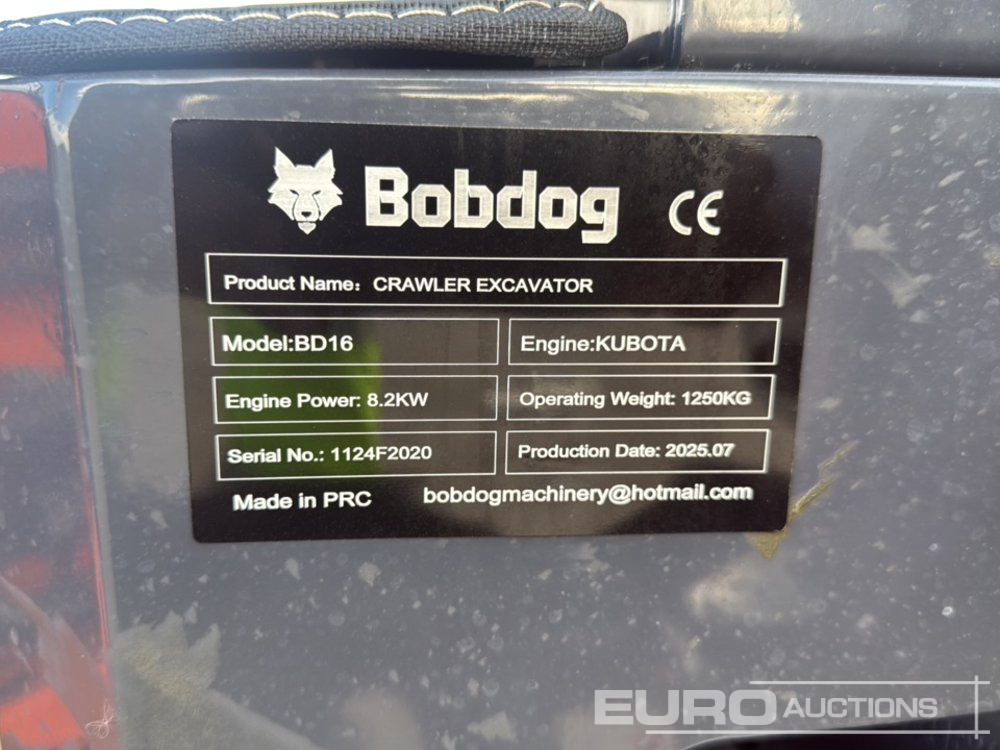 Bobdog CE
Product Name: CRAWLER EXCAVATOR
Model:BD16 Engine:KUBOTA
Engine Power: 8.2KW Operating Weight: 1250KG
Serial No.: 1124F2020 Production Date: 2025.07
Made in PRC bobdogmachinery@hotmail.com
EURO AUCTIONS